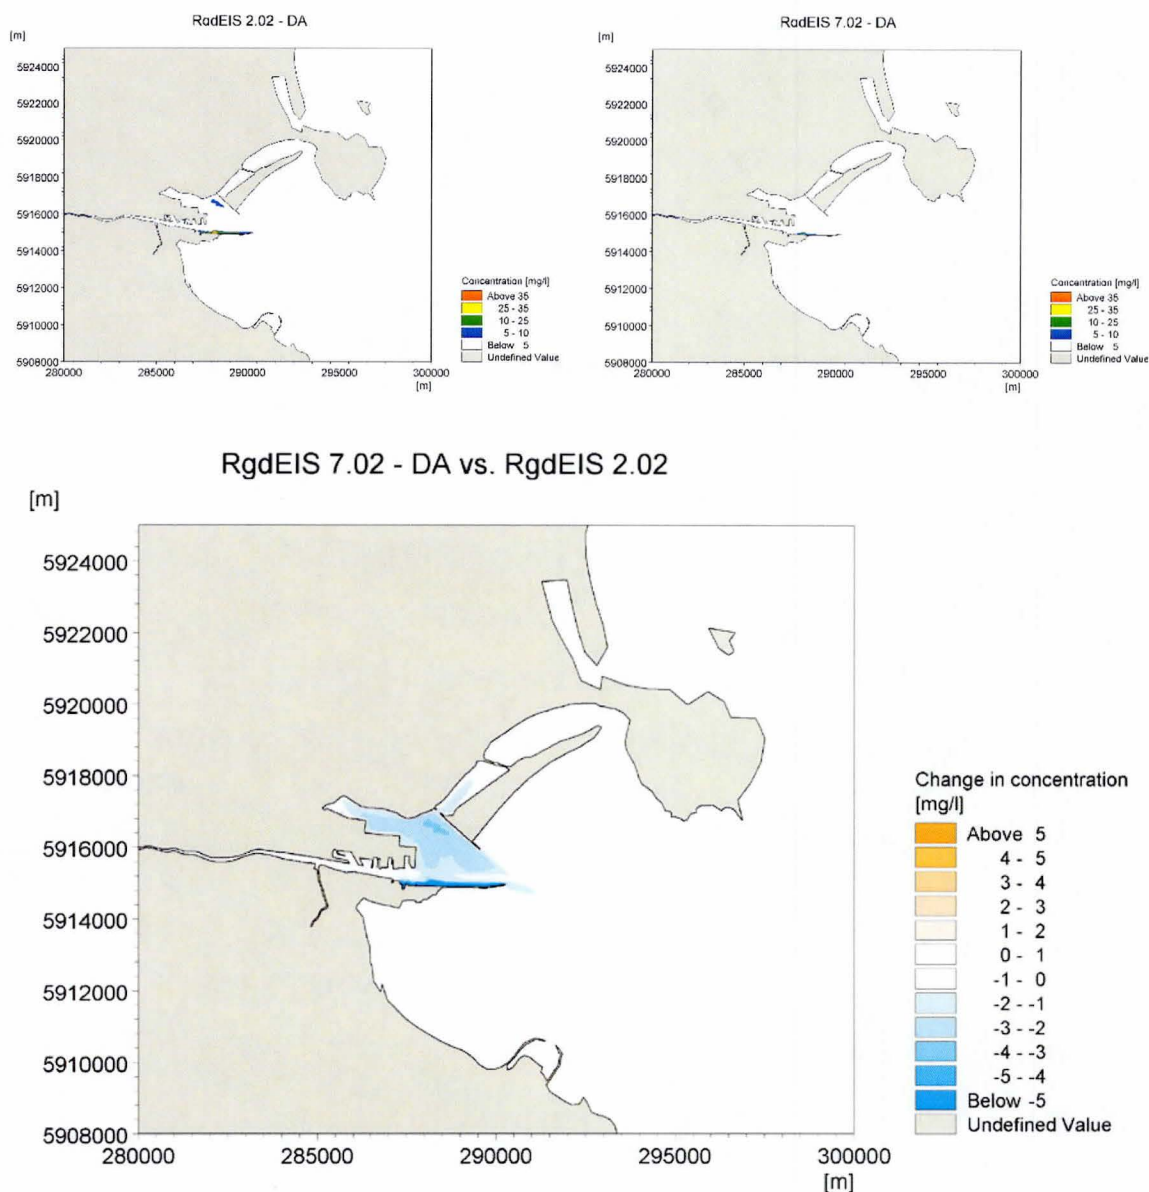 RgdEIS 2.02 - DA
[m]
5924000
5922000
5920000
5918000
5916000
5914000
5912000
5910000
5908000
280000 285000 290000 295000 300000
[m]
Concentration [mg/l]
Above 35
25 - 35
10 - 25
5 - 10
Below 5
Undefined Value
RgdEIS 7.02 - DA
[m]
5924000
5922000
5920000
5918000
5916000
5914000
5912000
5910000
5908000
280000 285000 290000 295000 300000
[m]
Concentration [mg/l]
Above 35
25 - 35
10 - 25
5 - 10
Below 5
Undefined Value
RgdEIS 7.02 - DA vs. RgdEIS 2.02
[m]
5924000
5922000
5920000
5918000
5916000
5914000
5912000
5910000
5908000
280000 285000 290000 295000 300000
[m]
Change in concentration
[mg/l]
Above 5
4 - 5
3 - 4
2 - 3
1 - 2
0 - 1
-1 - 0
-2 - -1
-3 - -2
-4 - -3
-5 - -4
Below -5
Undefined Value